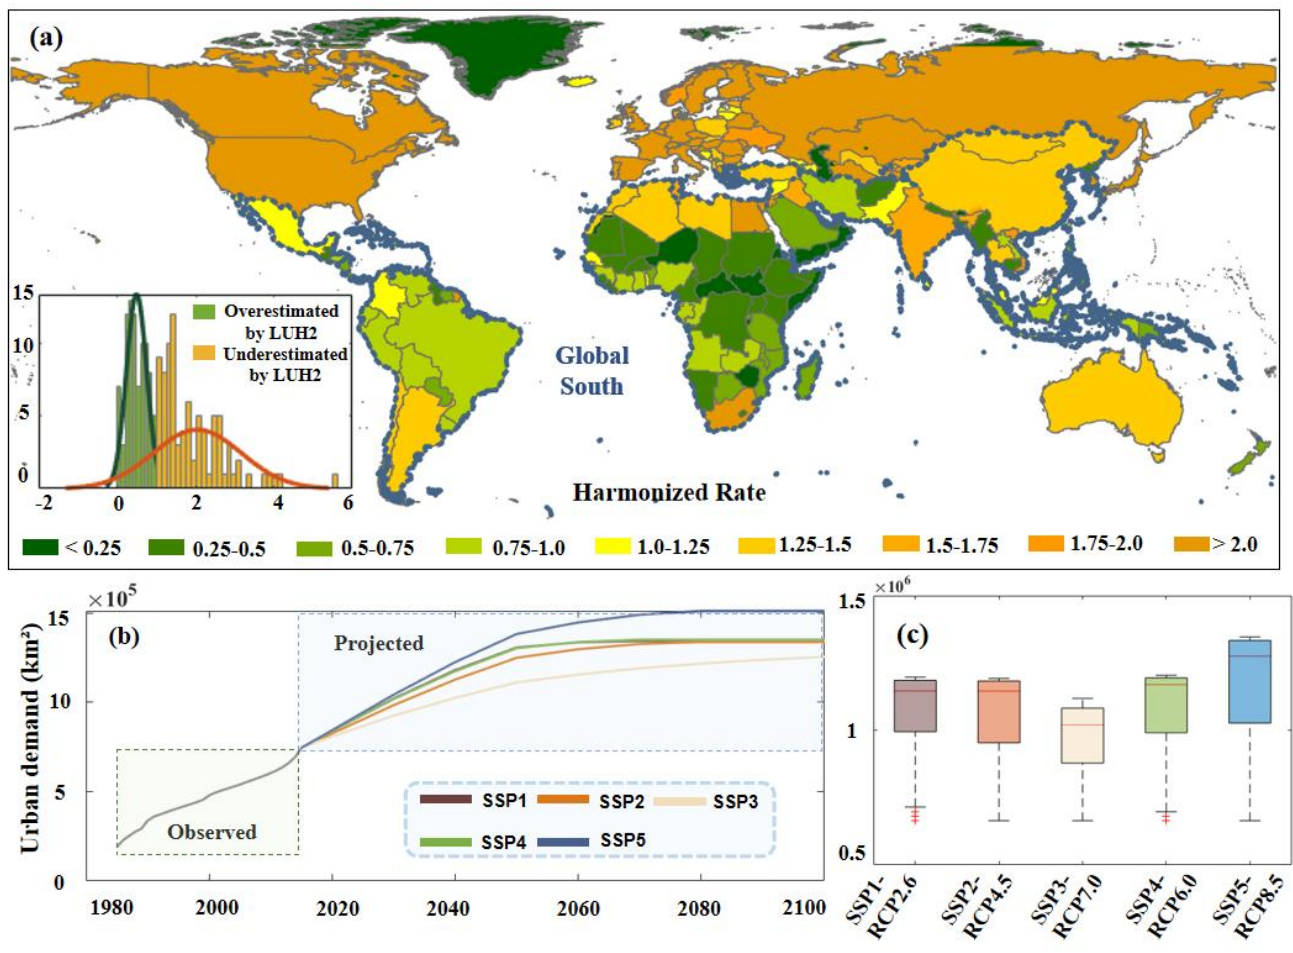 (a)
Global
South
15
10
5
0
-2 0 2 4 6
Overestimated
by LUH2
Underestimated
by LUH2
Harmonized Rate
< 0.25 0.25-0.5 0.5-0.75 0.75-1.0 1.0-1.25 1.25-1.5 1.5-1.75 1.75-2.0 > 2.0
×10⁵
(b)
Urban demand (km²)
15
10
5
0
Projected
Observed
SSP1 SSP2 SSP3
SSP4 SSP5
1980 2000 2020 2040 2060 2080 2100
×10⁶
(c)
1.5
1
0.5
SSP1-
RCP2.6
SSP2-
RCP4.5
SSP3-
RCP7.0
SSP4-
RCP6.0
SSP5-
RCP8.5